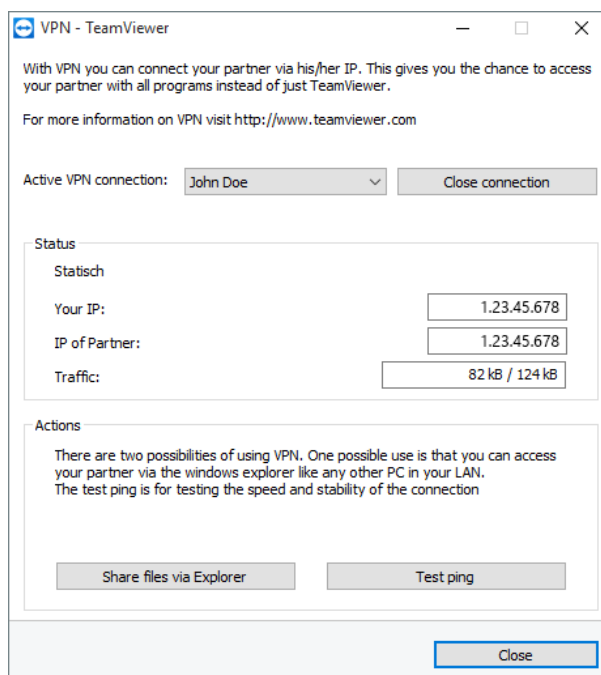 VPN - TeamViewer
With VPN you can connect your partner via his/her IP. This gives you the chance to access
your partner with all programs instead of just TeamViewer.
For more information on VPN visit http://www.teamviewer.com
Active VPN connection: John Doe Close connection
Status
Statisch
Your IP: 1.23.45.678
IP of Partner: 1.23.45.678
Traffic: 82 kB / 124 kB
Actions
There are two possibilities of using VPN. One possible use is that you can access
your partner via the windows explorer like any other PC in your LAN.
The test ping is for testing the speed and stability of the connection
Share files via Explorer Test ping
Close